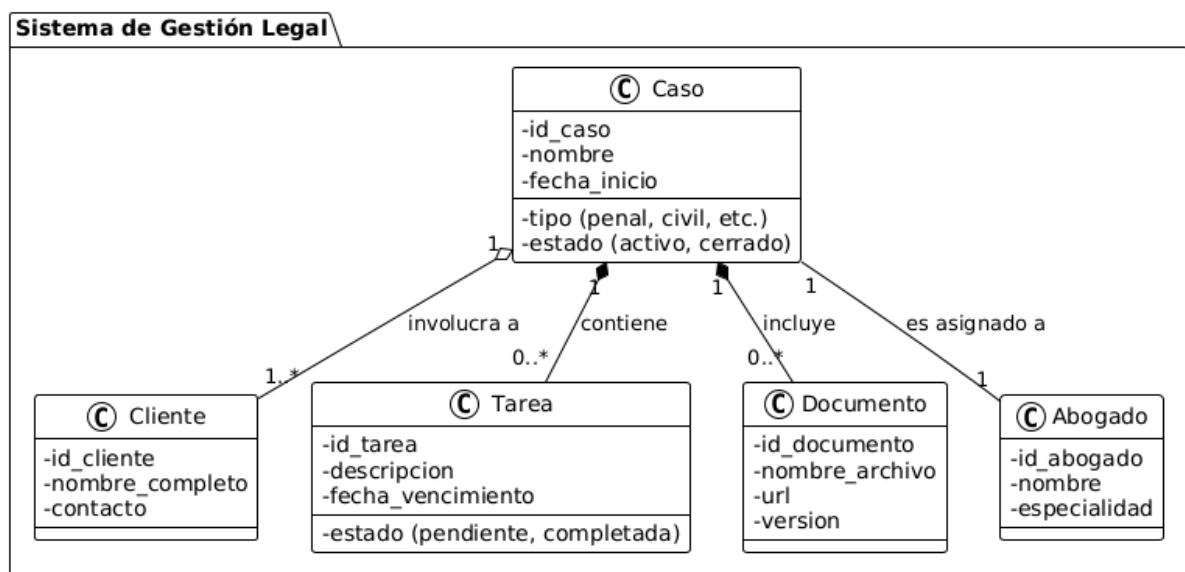 Sistema de Gestión Legal
C Caso
-id_caso
-nombre
-fecha_inicio
-tipo (penal, civil, etc.)
-estado (activo, cerrado)
1
1
1
1
involucra a
contiene
incluye
es asignado a
1..*
0..*
0..*
1
C Cliente
-id_cliente
-nombre_completo
-contacto
C Tarea
-id_tarea
-descripcion
-fecha_vencimiento
-estado (pendiente, completada)
C Documento
-id_documento
-nombre_archivo
-url
-version
C Abogado
-id_abogado
-nombre
-especialidad